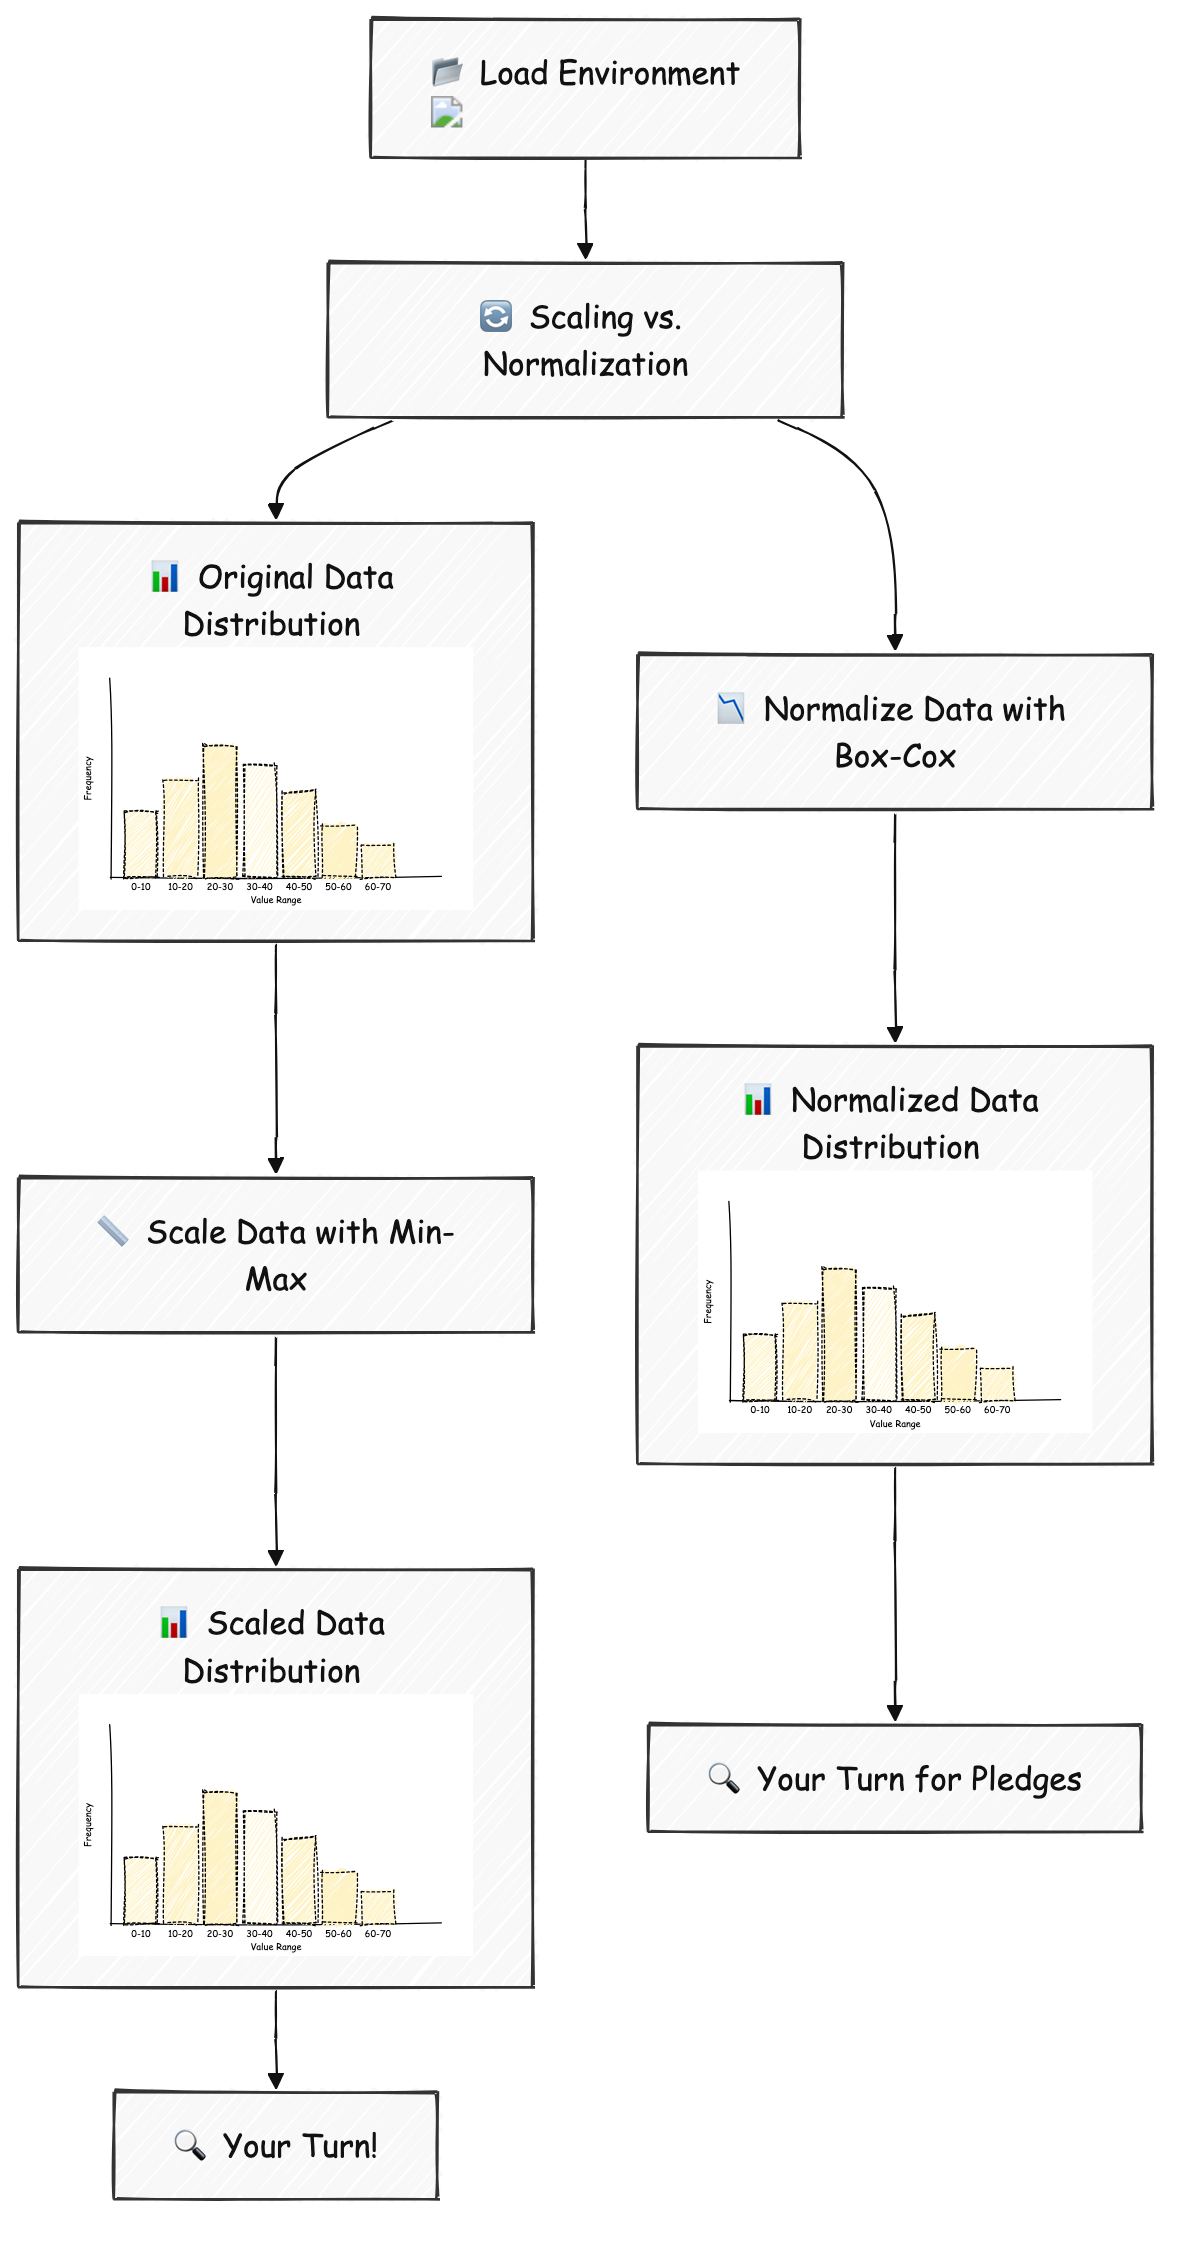 Load Environment
Scaling vs.
Normalization
Original Data
Distribution
Frequency
0-10 10-20 20-30 30-40 40-50 50-60 60-70
Value Range
Normalize Data with
Box-Cox
Normalized Data
Distribution
Frequency
0-10 10-20 20-30 30-40 40-50 50-60 60-70
Value Range
Scale Data with Min-
Max
Scaled Data
Distribution
Frequency
0-10 10-20 20-30 30-40 40-50 50-60 60-70
Value Range
Your Turn for Pledges
Your Turn!